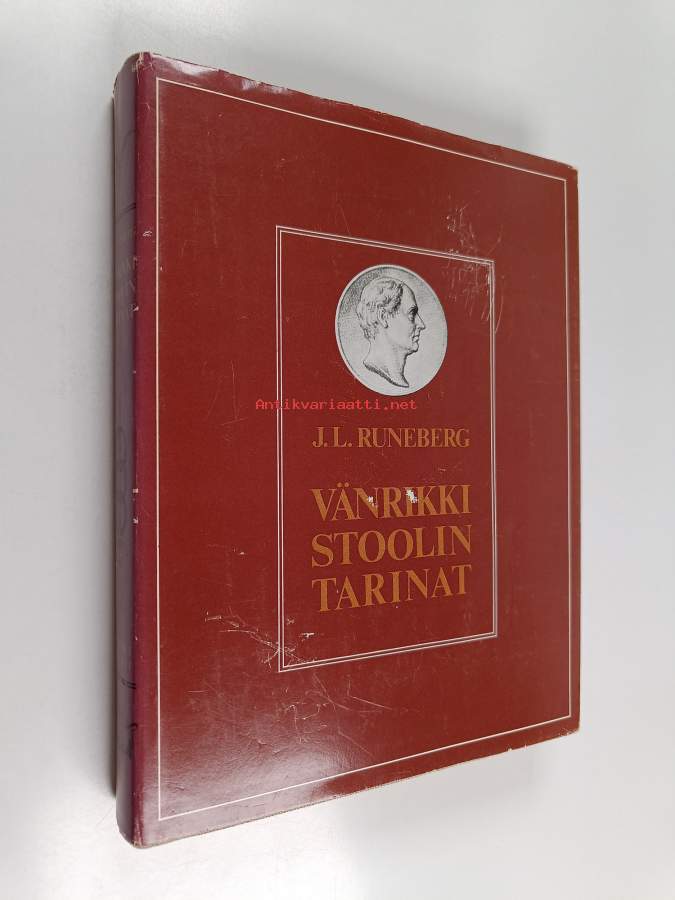 Antikvariaatti.net
J. L. RUNEBERG
VÄNRIKKI
STOOLIN
TARINAT